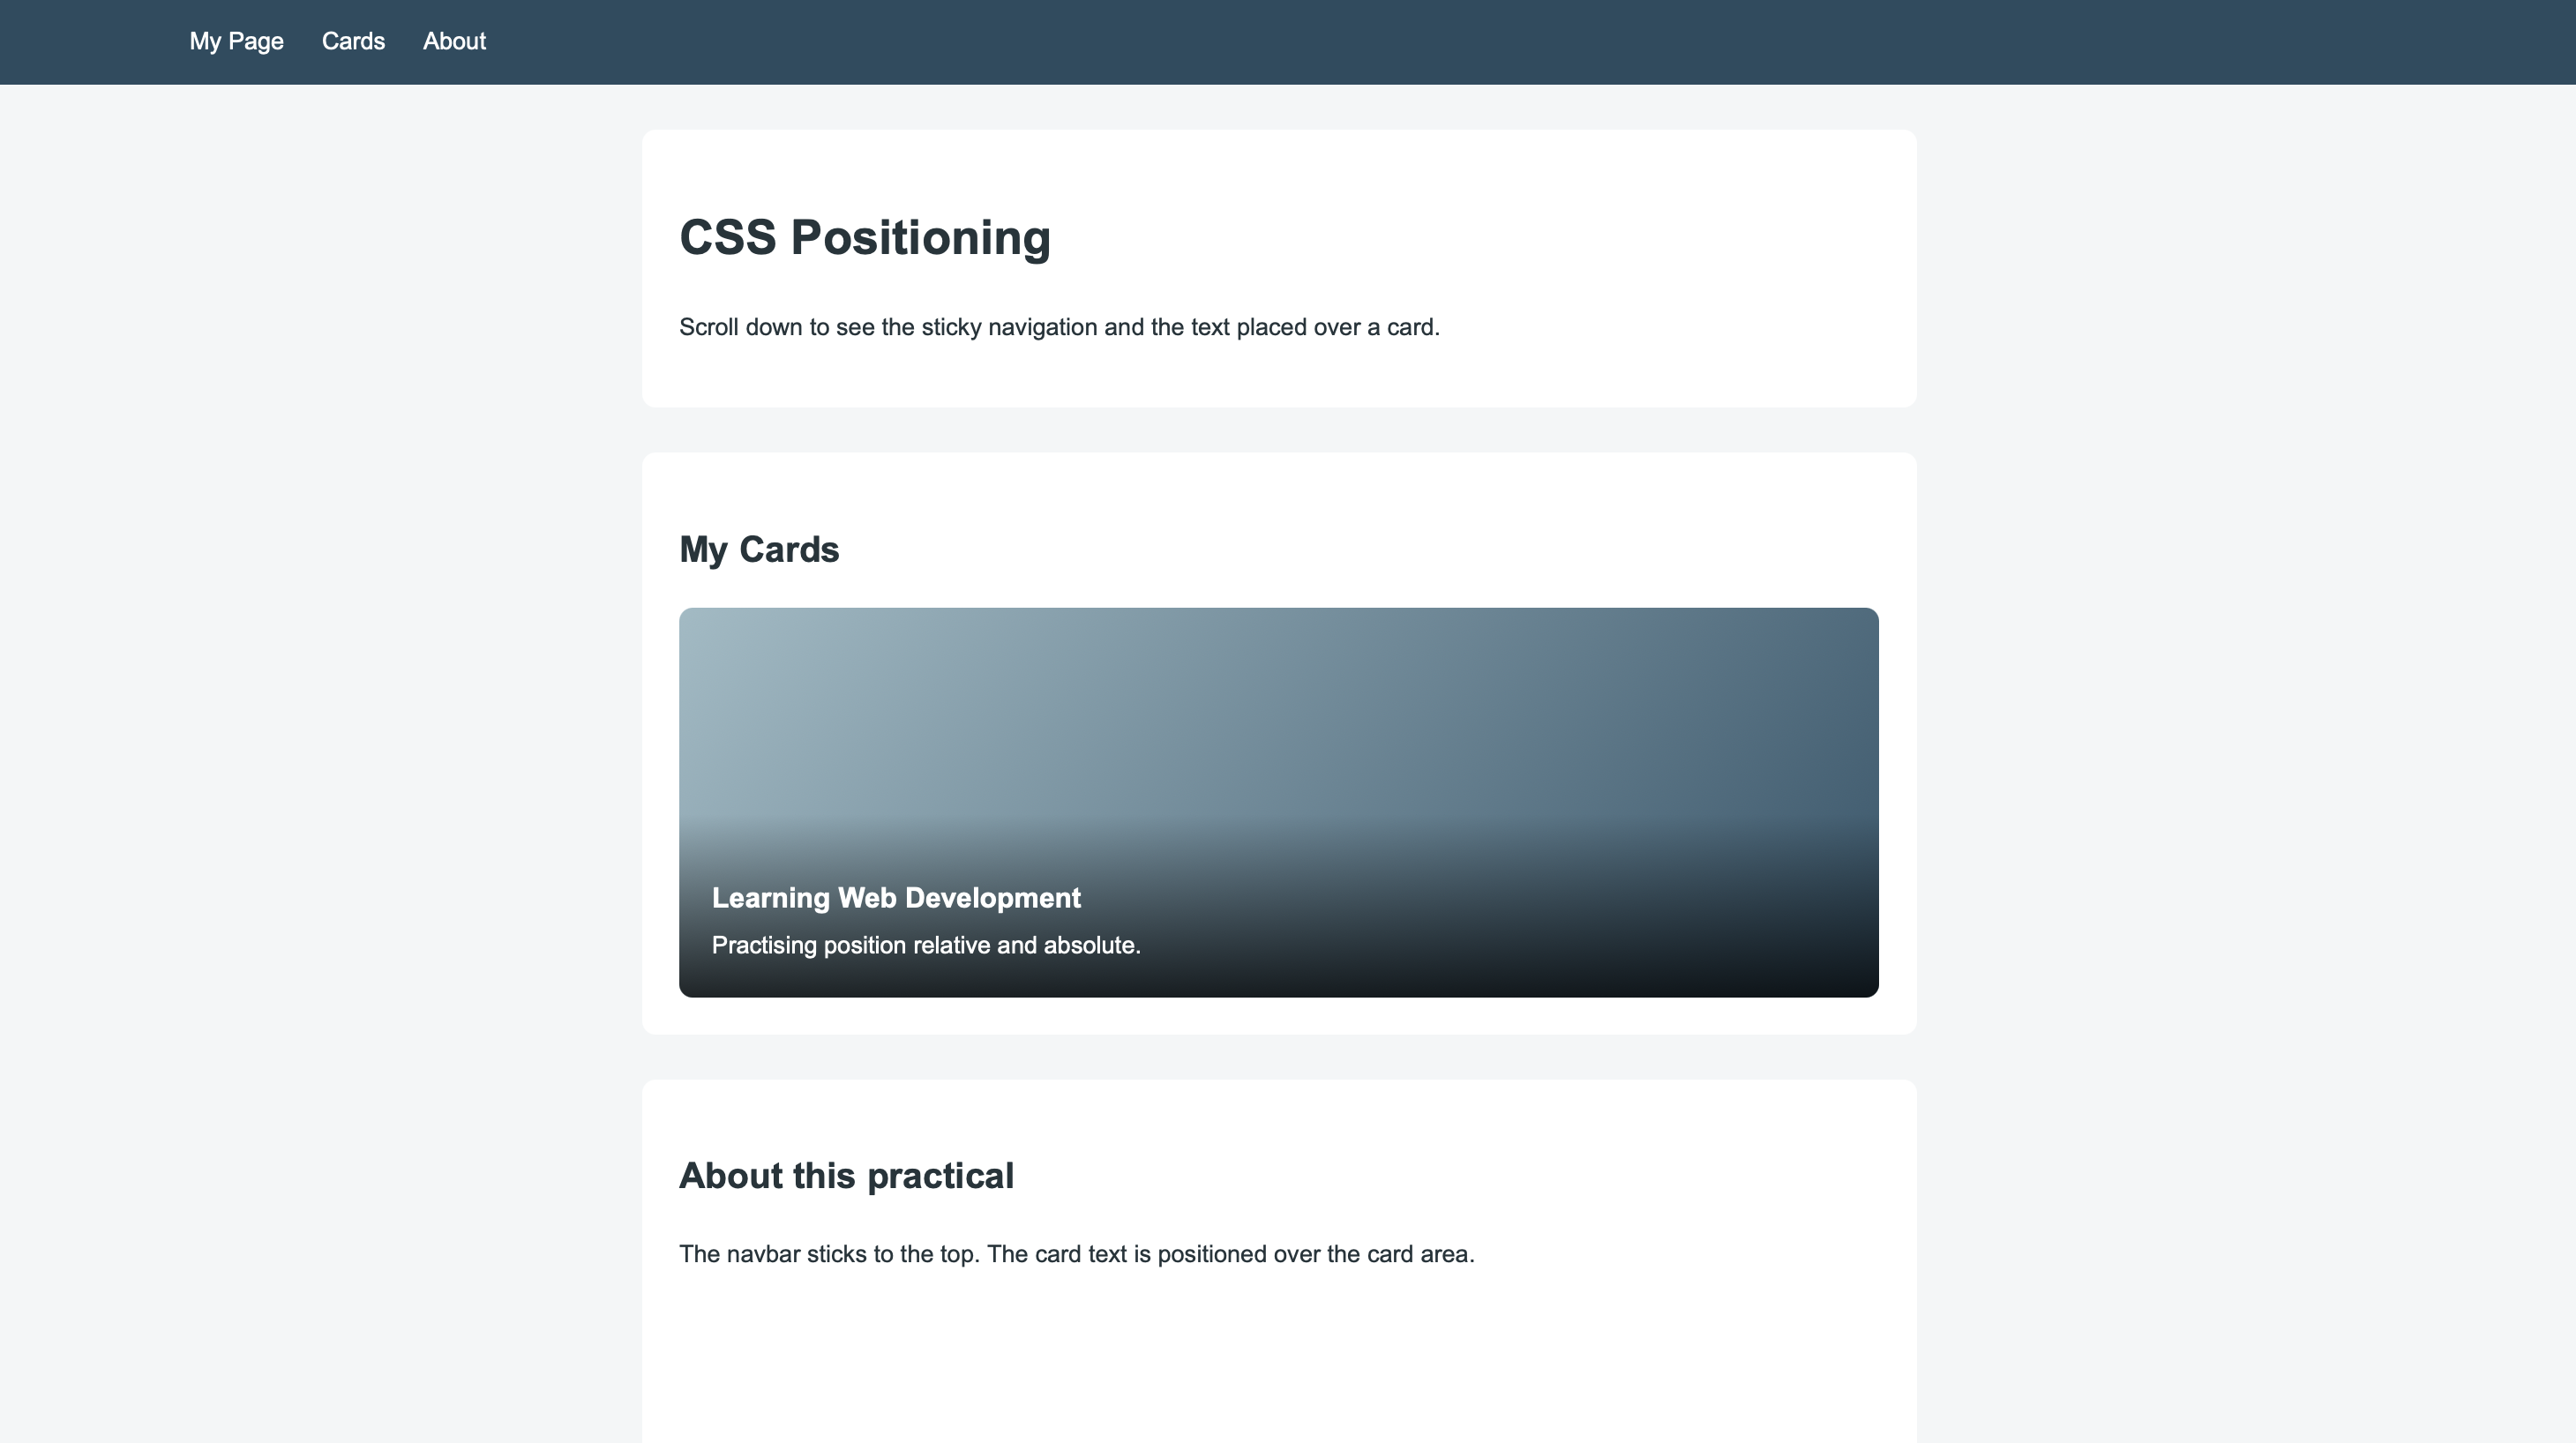 My Page Cards About
CSS Positioning
Scroll down to see the sticky navigation and the text placed over a card.
My Cards
Learning Web Development
Practising position relative and absolute.
About this practical
The navbar sticks to the top. The card text is positioned over the card area.